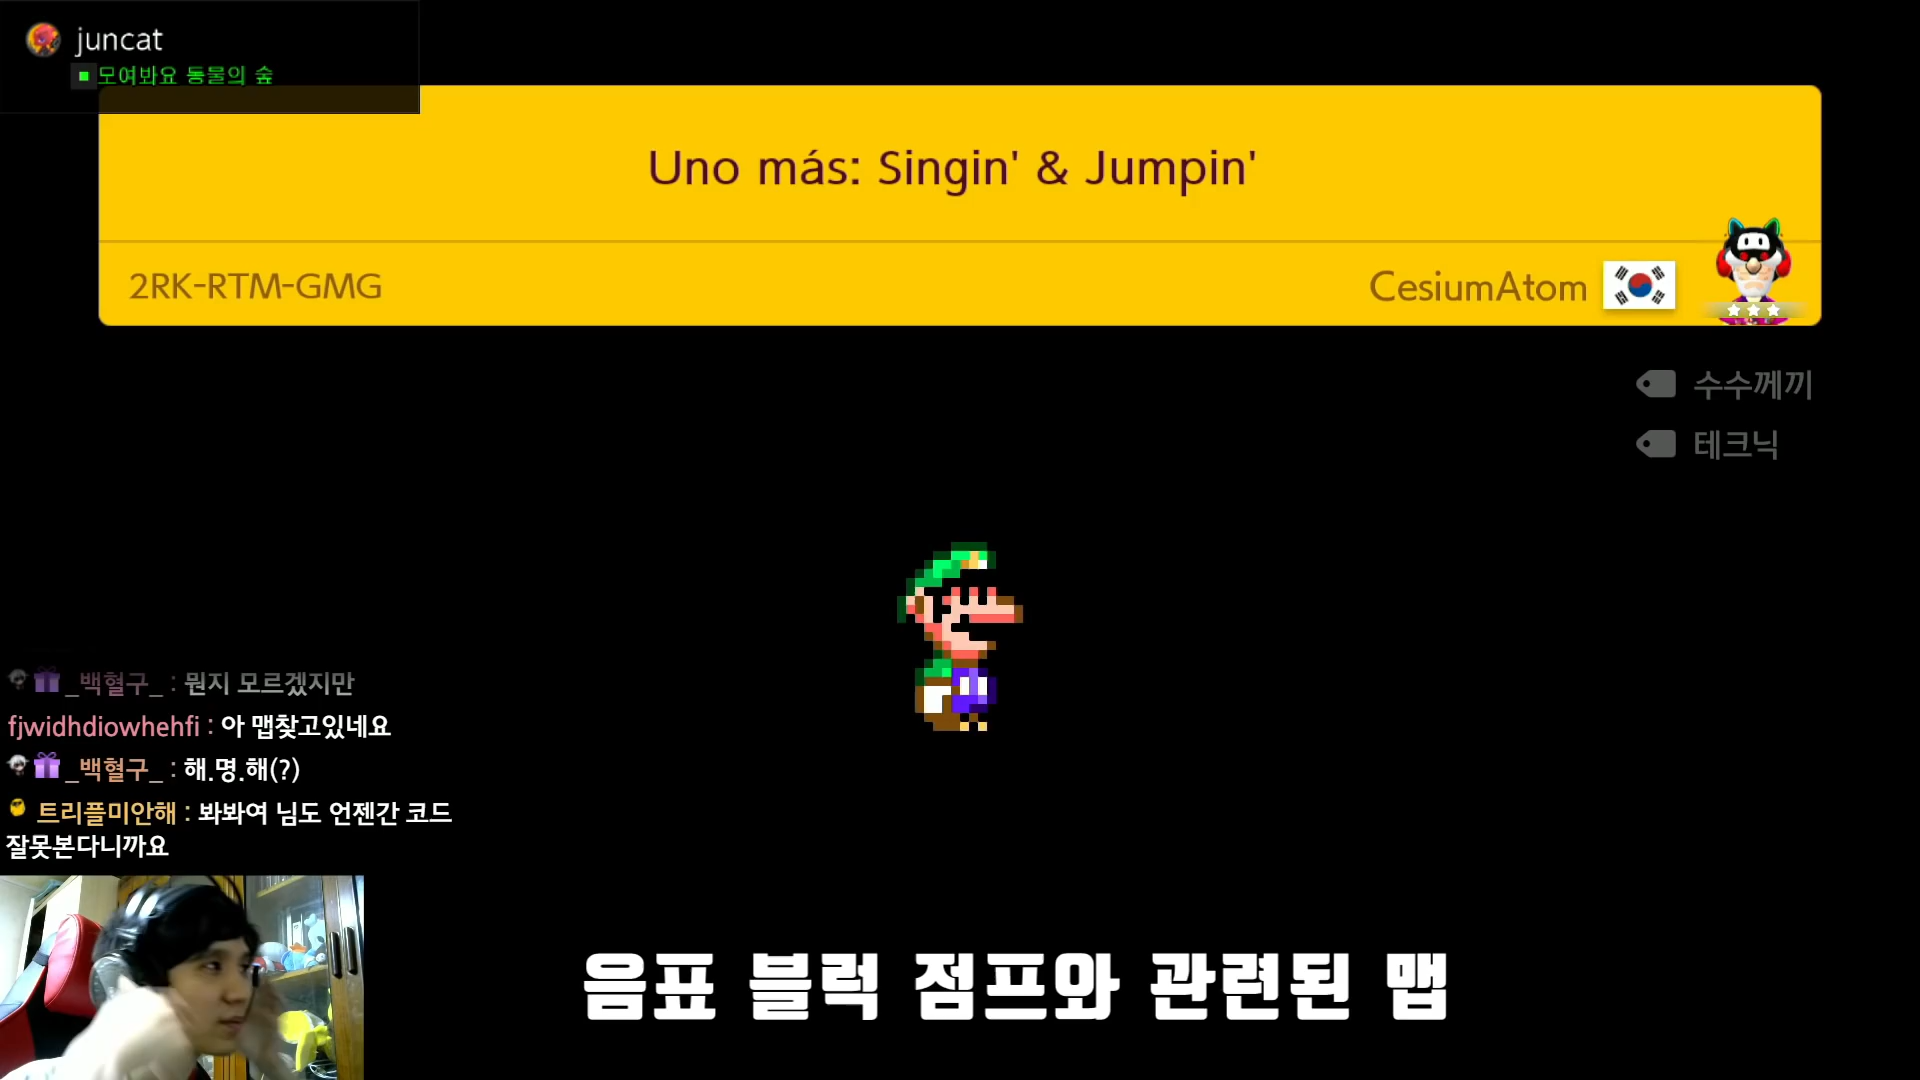 juncat
모여봐요 동물의 숲
Uno más: Singin' & Jumpin'
2RK-RTM-GMG
CesiumAtom
수수께끼
테크닉
_백혈구_ : 뭔지 모르겠지만
fjwidhdiowhehfi : 아 맵찾고있네요
_백혈구_ : 해.명.해(?)
트리플미안해 : 봐봐여 님도 언젠간 코드
잘못본다니까요
음표 블럭 점프와 관련된 맵